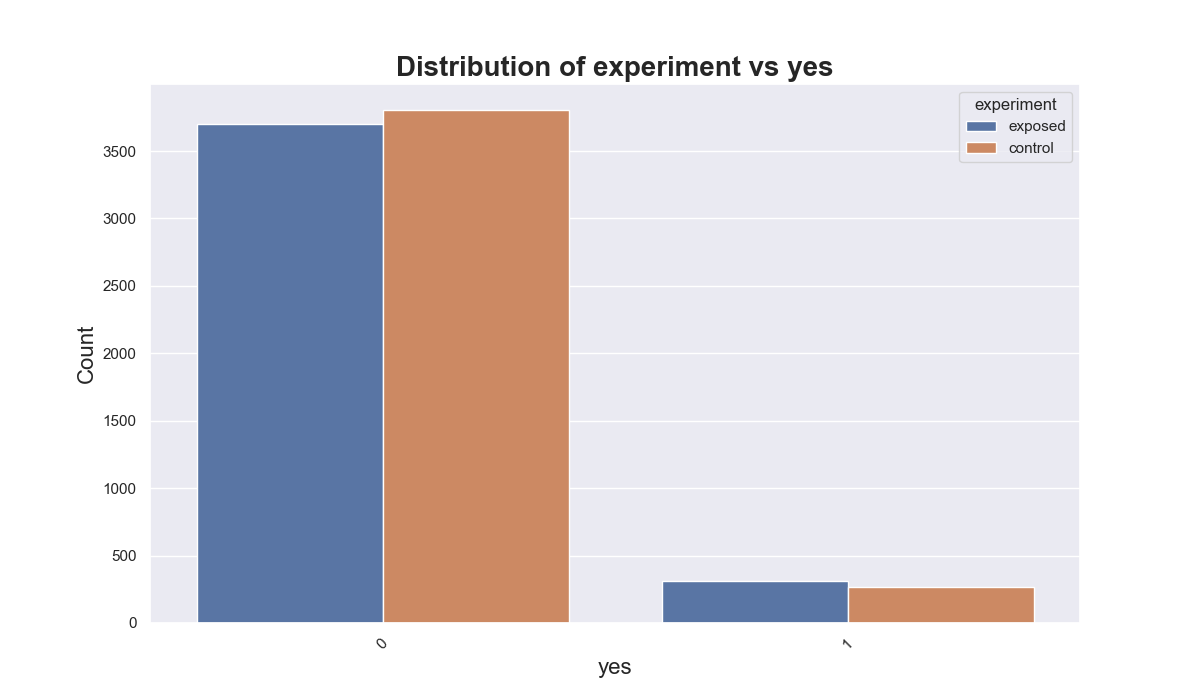 Distribution of experiment vs yes
experiment
exposed
control
3500
3000
2500
2000
1500
1000
500
0
Count
0
1
yes